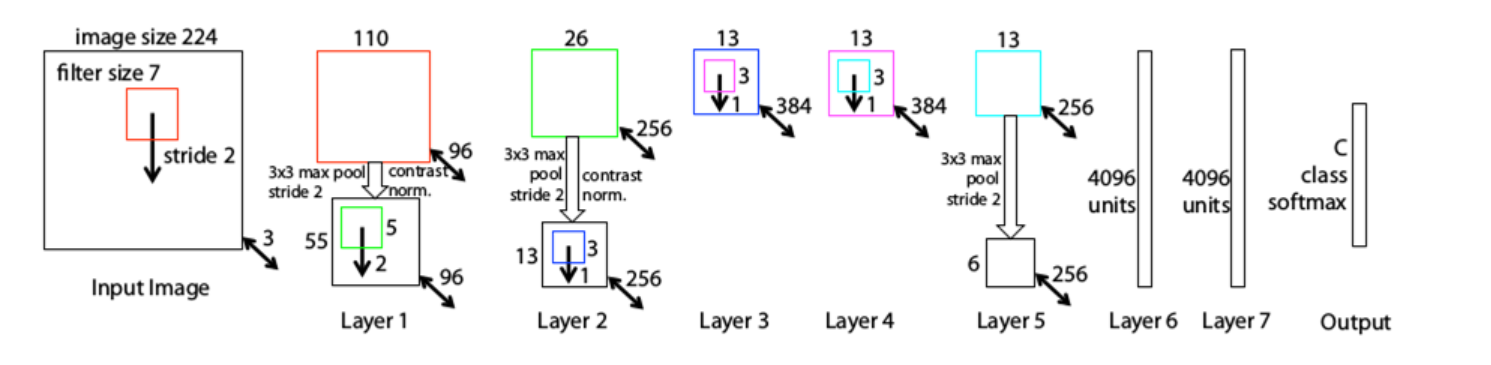 image size 224
filter size 7
stride 2
3
Input Image
110
96
3x3 max pool
stride 2
contrast
norm.
55
5
2
96
Layer 1
26
256
3x3 max
pool
stride 2
contrast
norm.
13
3
1
256
Layer 2
13
3
1
384
Layer 3
13
3
1
384
Layer 4
13
256
3x3 max
pool
stride 2
6
256
Layer 5
4096
units
Layer 6
4096
units
Layer 7
C
class
softmax
Output